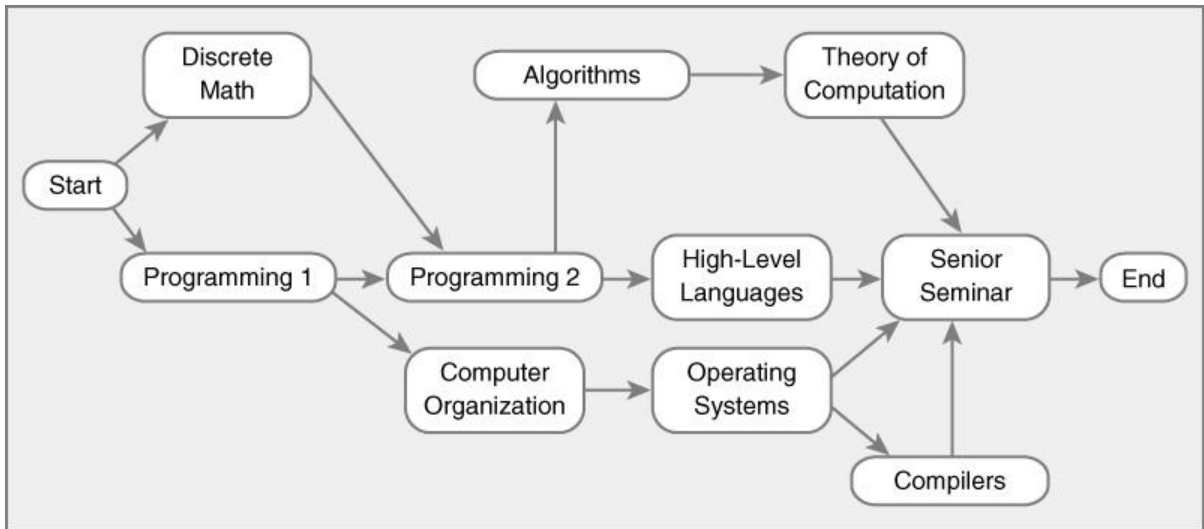 Discrete
Math
Algorithms
Theory of
Computation
Start
Programming 1
Programming 2
High-Level
Languages
Senior
Seminar
End
Computer
Organization
Operating
Systems
Compilers